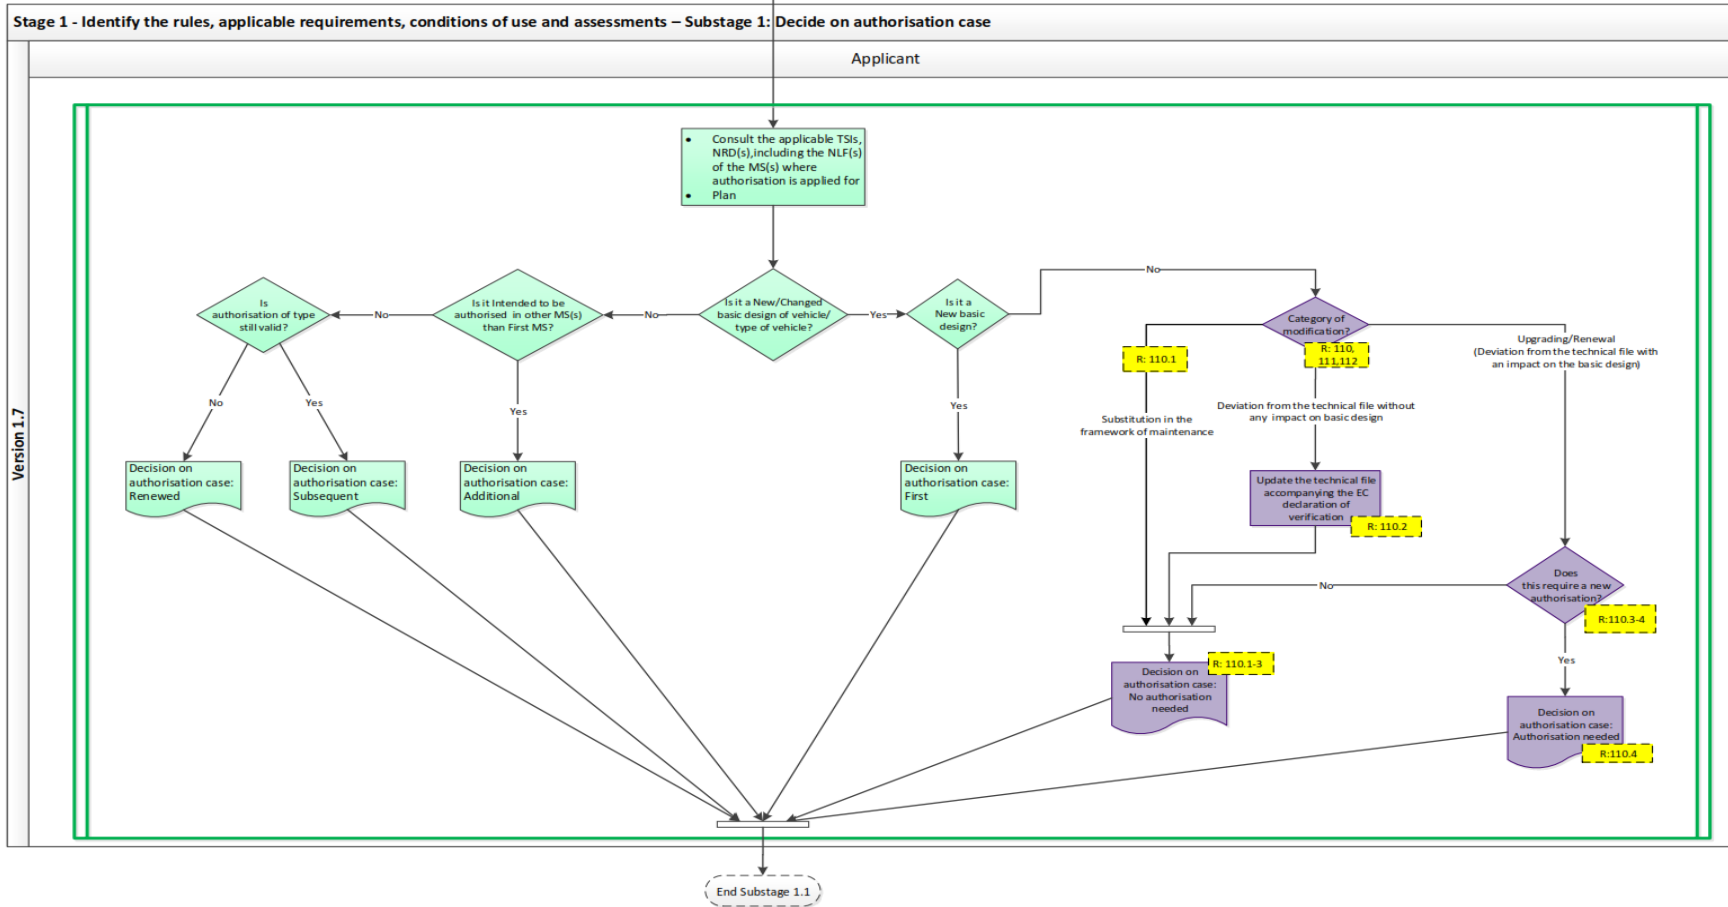 Stage 1 - Identify the rules, applicable requirements, conditions of use and assessments – Substage 1: Decide on authorisation case
Applicant
Version 1.7
• Consult the applicable TSIs,
NRD(s),including the NLF(s)
of the MS(s) where
authorisation is applied for
• Plan
Is
authorisation of type
still valid?
No
Is it Intended to be
authorised in other MS(s)
than First MS?
No
Is it a New/Changed
basic design of vehicle/
type of vehicle?
Yes
Is it a
New basic
design?
No
Category of
modification?
R: 110,
111,112
R: 110.1
Upgrading/Renewal
(Deviation from the technical file with
an impact on the basic design)
No
Yes
Yes
Yes
Substitution in the
framework of maintenance
Deviation from the technical file without
any impact on basic design
Decision on
authorisation case:
Renewed
Decision on
authorisation case:
Subsequent
Decision on
authorisation case:
Additional
Decision on
authorisation case:
First
Update the technical file
accompanying the EC
declaration of
verification
R: 110.2
No
Does
this require a new
authorisation?
R:110.3-4
Yes
R: 110.1-3
Decision on
authorisation case:
No authorisation
needed
Decision on
authorisation case:
Authorisation needed
R:110.4
End Substage 1.1